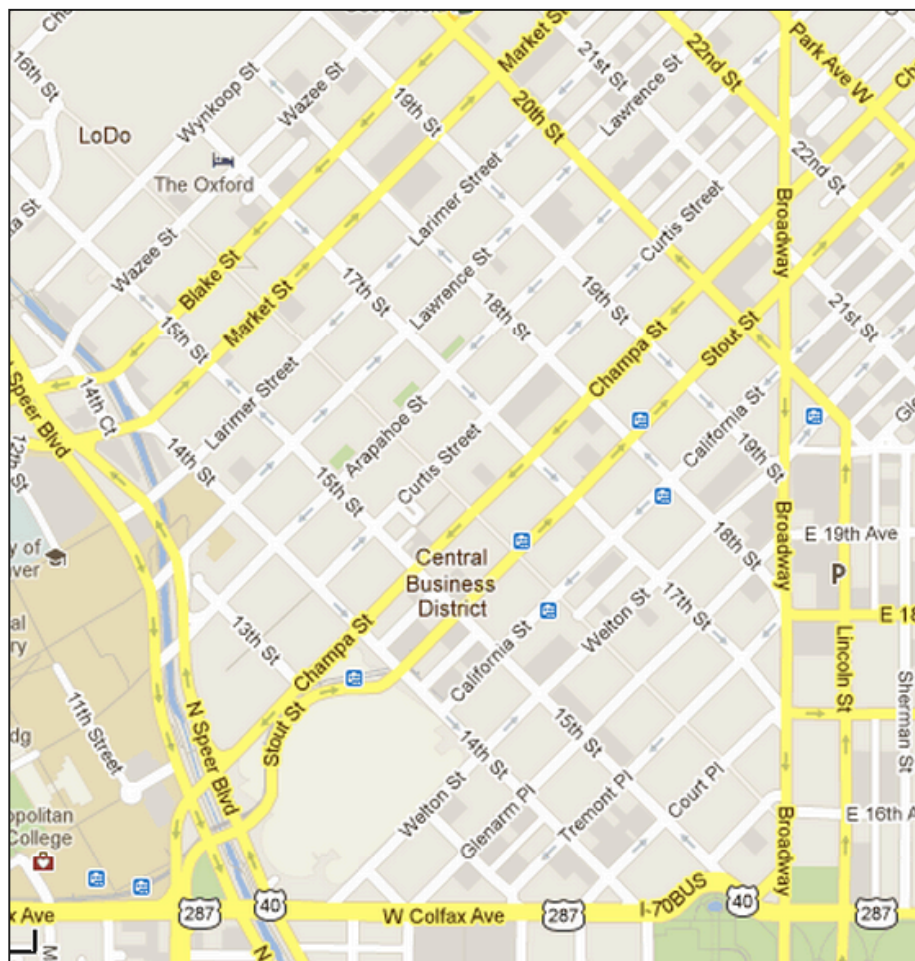 Market St
Park Ave W
22nd St
21st St
16th St
Wynkoop St
Wazee St
19th St
20th St
Lawrence St
LoDo
The Oxford
22nd St
Larimer Street
Curtis Street
Broadway
Wazee St
Blake St
Market St
17th St
Lawrence St
18th St
19th St
21st St
15th St
Champa St
Stout St
14th Ct
Larimer Street
Speer Blvd
14th St
Arapahoe St
Curtis Street
California St
19th St
15th St
Broadway
18th St
E 19th Ave
P
Central
Business
District
17th St
Welton St
E 18
13th St
Champa St
California St
Lincoln St
Sherman St
11th Street
N Speer Blvd
Stout St
15th St
14th St
Welton St
Glenarm Pl
Tremont Pl
Court Pl
Broadway
E 16th A
College
287
40
W Colfax Ave
287
I-70BUS
40
287
Ave
N